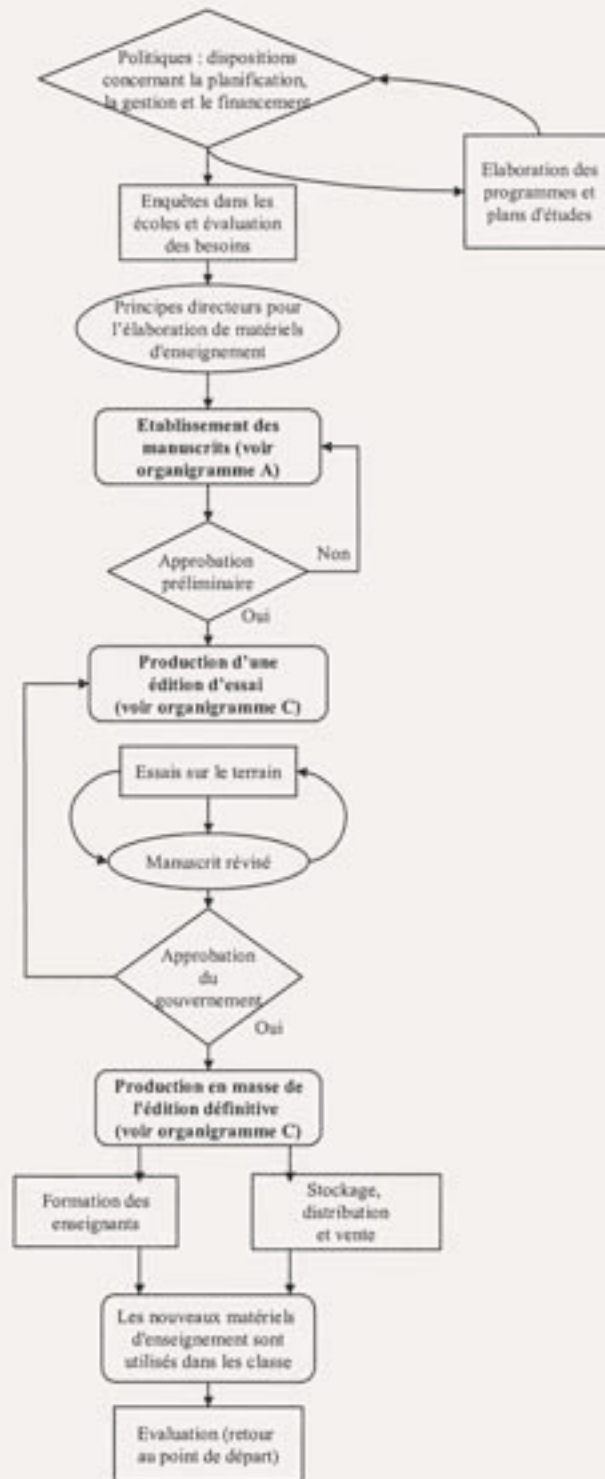 Politiques : dispositions
concernant la planification,
la gestion et le financement
Elaboration des
programmes et
plans d'études
Enquêtes dans les
écoles et évaluation
des besoins
Principes directeurs pour
l'élaboration de matériels
d'enseignement
Etablissement des
manuscrits (voir
organigramme A)
Approbation
préliminaire
Non
Oui
Production d'une
édition d'essai
(voir organigramme C)
Essais sur le terrain
Manuscrit révisé
Approbation
du
gouvernement
Oui
Production en masse de
l'édition définitive
(voir organigramme C)
Formation des
enseignants
Stockage,
distribution
et vente
Les nouveaux matériels
d'enseignement sont
utilisés dans les classe
Evaluation (retour
au point de départ)